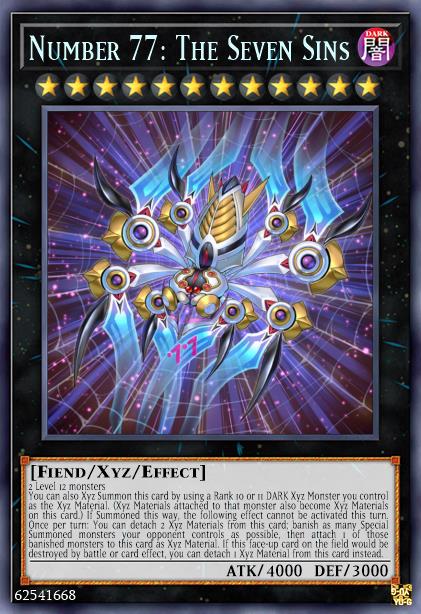 NUMBER 77: THE SEVEN SINS
DARK
闇
77
[FIEND/XYZ/EFFECT]
2 Level 12 monsters
You can also Xyz Summon this card by using a Rank 10 or 11 DARK Xyz Monster you control
as the Xyz Material. (Xyz Materials attached to that monster also become Xyz Materials
on this card.) If Summoned this way, the following effect cannot be activated this turn.
Once per turn: You can detach 2 Xyz Materials from this card; banish as many Special
Summoned monsters your opponent controls as possible, then attach 1 of those
banished monsters to this card as Xy Material. If this face-up card on the field would be
destroyed by battle or card effect, you can detach 1 Xyz Material from this card instead.
ATK/4000 DEF/3000
62541668